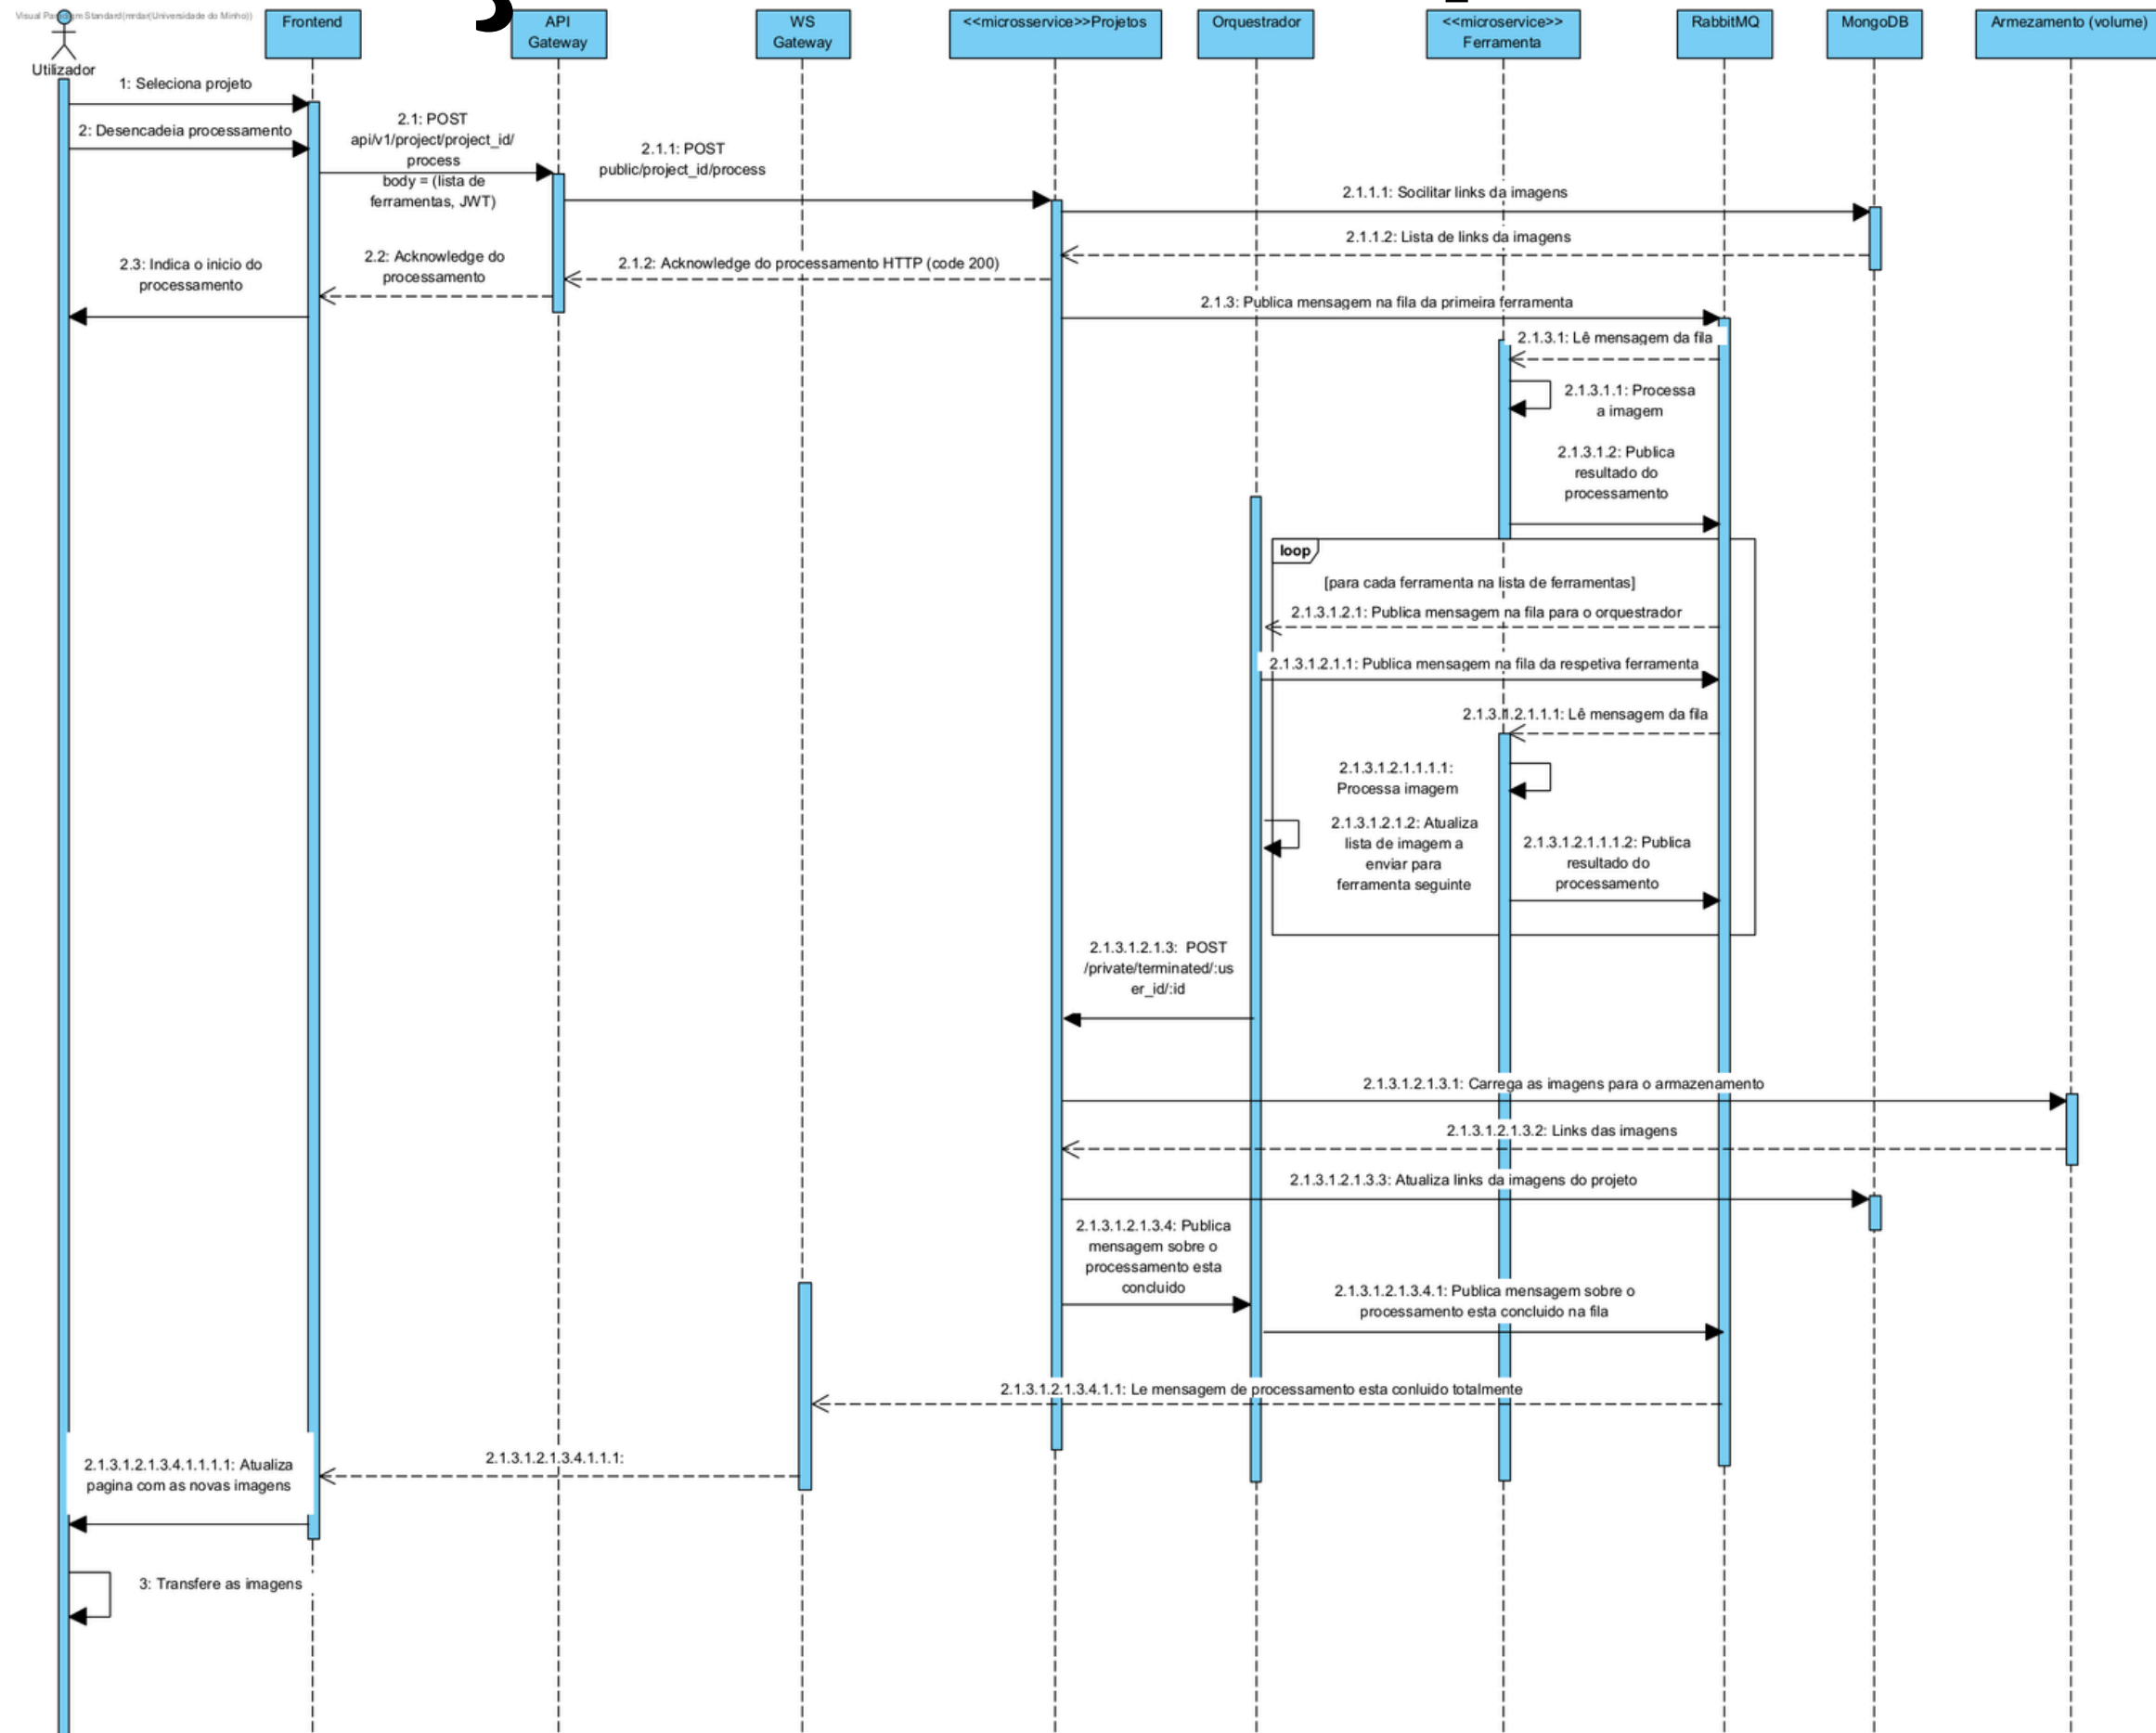 Visual Paradigm Standard(mrdar(Universidade do Minho))
Utilizador
Frontend
API
Gateway
WS
Gateway
<<microsservice>>Projetos
Orquestrador
<<microservice>>
Ferramenta
RabbitMQ
MongoDB
Armezamento (volume)
1: Seleciona projeto
2: Desencadeia processamento
2.1: POST
api/v1/project/project_id/
process
body = (lista de
ferramentas, JWT)
2.1.1: POST
public/project_id/process
2.1.1.1: Socilitar links da imagens
2.1.1.2: Lista de links da imagens
2.1.2: Acknowledge do processamento HTTP (code 200)
2.2: Acknowledge do
processamento
2.3: Indica o inicio do
processamento
2.1.3: Publica mensagem na fila da primeira ferramenta
2.1.3.1: Lê mensagem da fila
2.1.3.1.1: Processa
a imagem
2.1.3.1.2: Publica
resultado do
processamento
loop
[para cada ferramenta na lista de ferramentas]
2.1.3.1.2.1: Publica mensagem na fila para o orquestrador
2.1.3.1.2.1.1: Publica mensagem na fila da respetiva ferramenta
2.1.3.1.2.1.1.1: Lê mensagem da fila
2.1.3.1.2.1.1.1.1:
Processa imagem
2.1.3.1.2.1.2: Atualiza
lista de imagem a
enviar para
ferramenta seguinte
2.1.3.1.2.1.1.1.2: Publica
resultado do
processamento
2.1.3.1.2.1.3: POST
/private/terminated/:us
er_id/:id
2.1.3.1.2.1.3.1: Carrega as imagens para o armazenamento
2.1.3.1.2.1.3.2: Links das imagens
2.1.3.1.2.1.3.3: Atualiza links da imagens do projeto
2.1.3.1.2.1.3.4: Publica
mensagem sobre o
processamento esta
concluido
2.1.3.1.2.1.3.4.1: Publica mensagem sobre o
processamento esta concluido na fila
2.1.3.1.2.1.3.4.1.1: Le mensagem de processamento esta conluido totalmente
2.1.3.1.2.1.3.4.1.1.1:
2.1.3.1.2.1.3.4.1.1.1.1: Atualiza
pagina com as novas imagens
3: Transfere as imagens